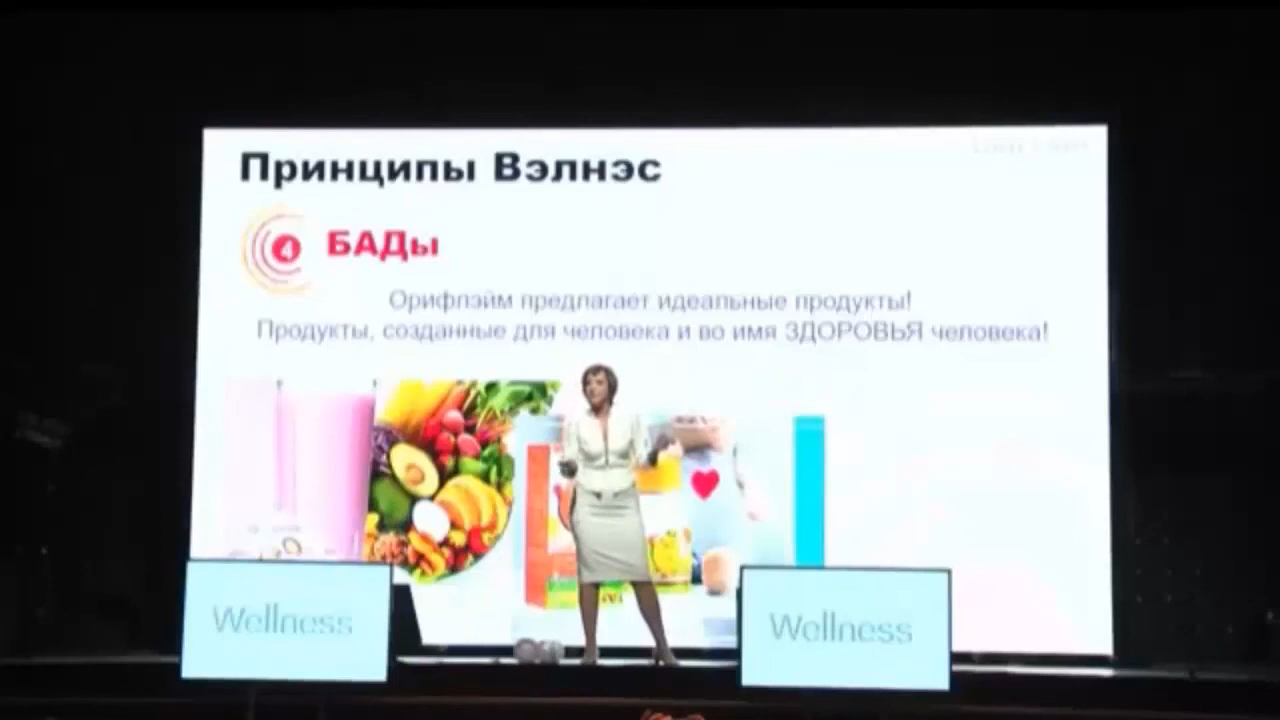 Принципы Вэлнэс
4 БАДы
Орифлэйм предлагает идеальные продукты!
Продукты, созданные для человека и во имя ЗДОРОВЬЯ человека!
Wellness
Wellness